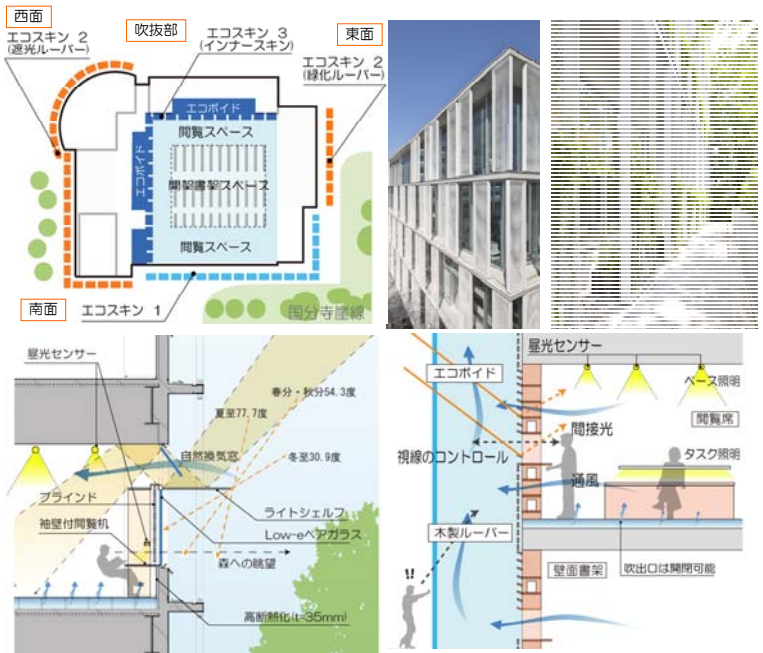 西面
エコスキン 2
(遮光ルーバー)
吹抜部
エコスキン 3
(インナースキン)
東面
エコスキン 2
(緑化ルーバー)
エコボイド
閲覧スペース
エコボイド
開架書架スペース
閲覧スペース
南面
エコスキン 1
国分寺崖線
昼光センサー
春分・秋分54.3度
夏至77.7度
自然換気窓
冬至30.9度
ブラインド
袖壁付閲覧机
ライトシェルフ
Low-eペアガラス
森への眺望
高断熱化(t=35mm)
昼光センサー
エコボイド
ベース照明
閲覧席
間接光
視線のコントロール
タスク照明
通風
木製ルーバー
壁面書架
吹出口は開閉可能
!!